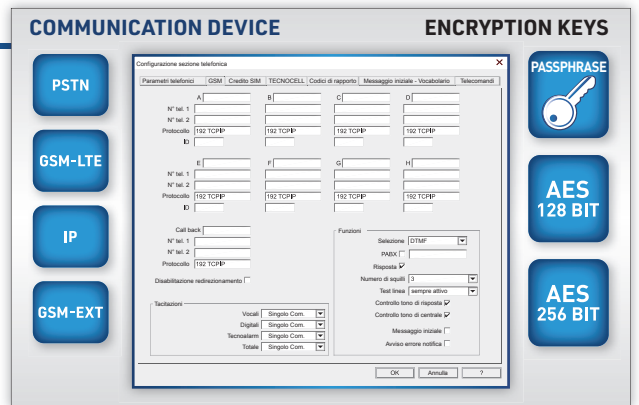 COMMUNICATION DEVICE
ENCRYPTION KEYS
PSTN
GSM-LTE
IP
GSM-EXT
Configurazione sezione telefonica X
Parametri telefonici GSM Credito SIM TECNOCELL Codici di rapporto Messaggio iniziale - Vocabolario Telecomandi
A B C D
N° tel. 1
N° tel. 2
Protocollo 192 TCPIP 192 TCPIP 192 TCPIP 192 TCPIP
ID
E F G H
N° tel. 1
N° tel. 2
Protocollo 192 TCPIP 192 TCPIP 192 TCPIP 192 TCPIP
ID
Call back
N° tel. 1
N° tel. 2
Protocollo 192 TCPIP
Disabilitazione redirezionamento
Tacitazioni
Vocali Singolo Com.
Digitali Singolo Com.
Tecnoalarm Singolo Com.
Totale Singolo Com.
Funzioni
Selezione DTMF
PABX
Risposta
Numero di squilli 3
Test linea sempre attivo
Controllo tono di risposta
Controllo tono di centrale
Messaggio iniziale
Avviso errore notifica
OK Annulla ?
PASSPHRASE
AES
128 BIT
AES
256 BIT